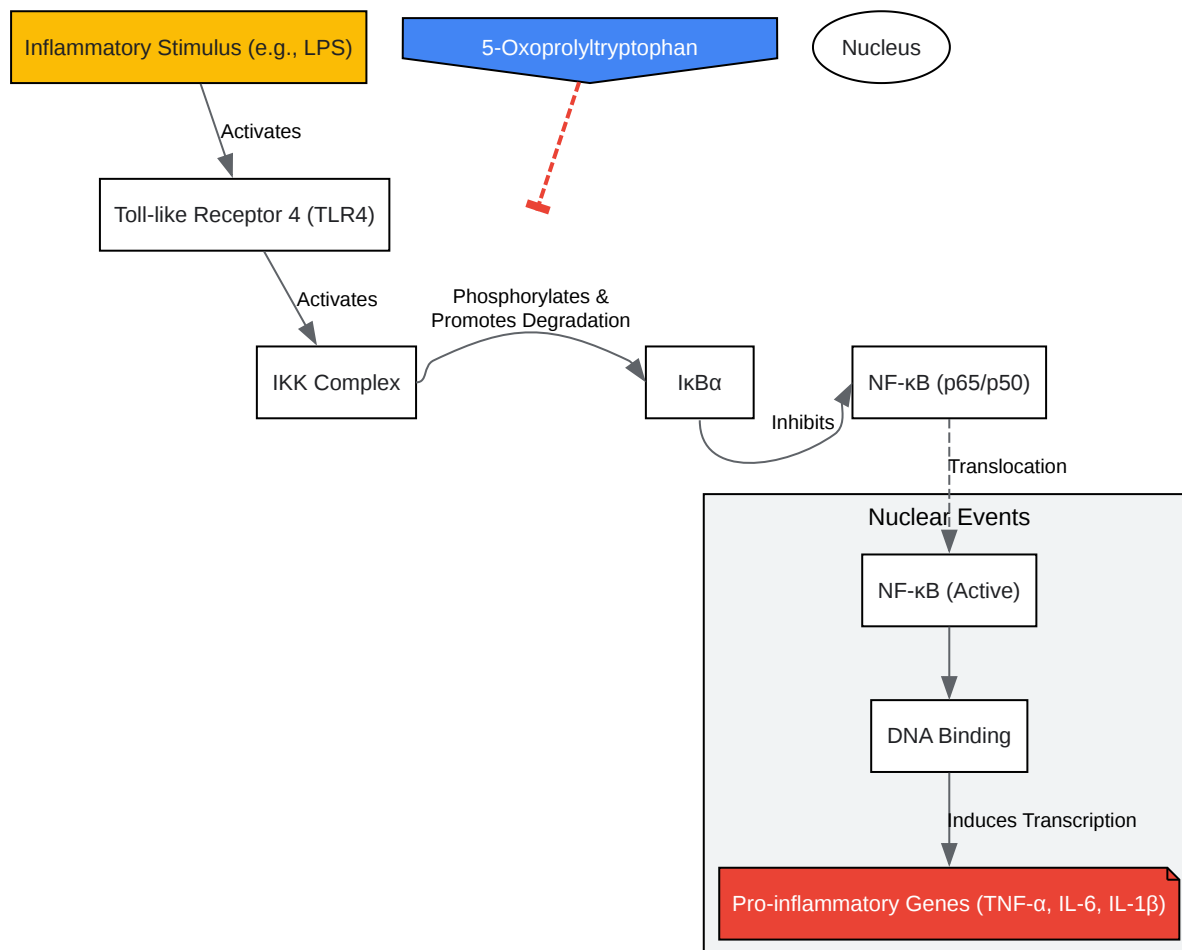 Inflammatory Stimulus (e.g., LPS)
5-Oxoprolyltryptophan
Nucleus
Activates
Toll-like Receptor 4 (TLR4)
Activates
Phosphorylates &
Promotes Degradation
IKK Complex
IκBα
NF-κB (p65/p50)
Inhibits
Translocation
Nuclear Events
NF-κB (Active)
DNA Binding
Induces Transcription
Pro-inflammatory Genes (TNF-α, IL-6, IL-1β)